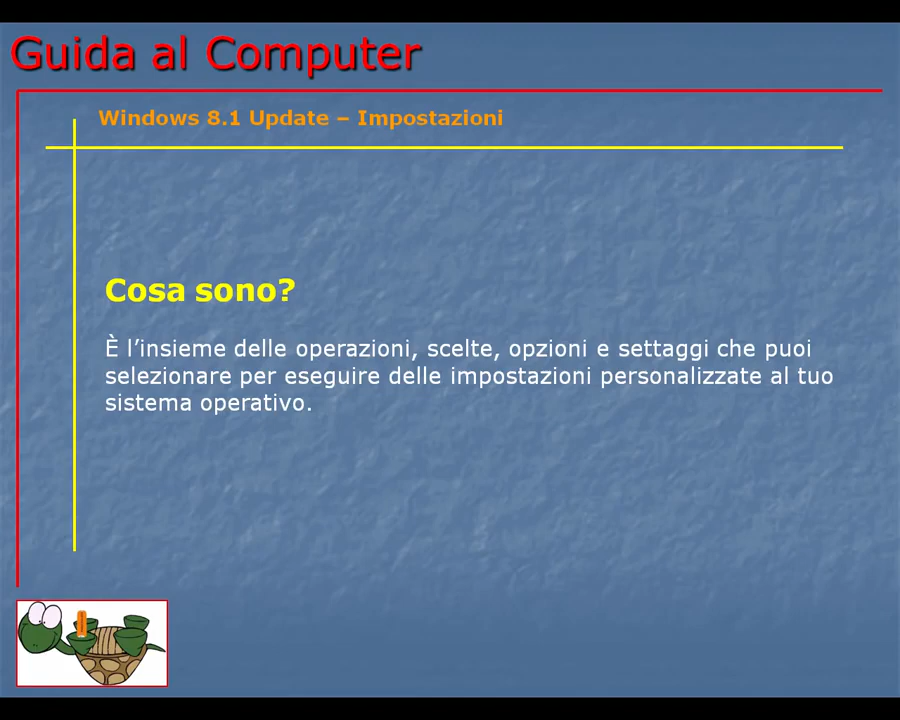 Guida al Computer
Windows 8.1 Update – Impostazioni
Cosa sono?
È l’insieme delle operazioni, scelte, opzioni e settaggi che puoi
selezionare per eseguire delle impostazioni personalizzate al tuo
sistema operativo.